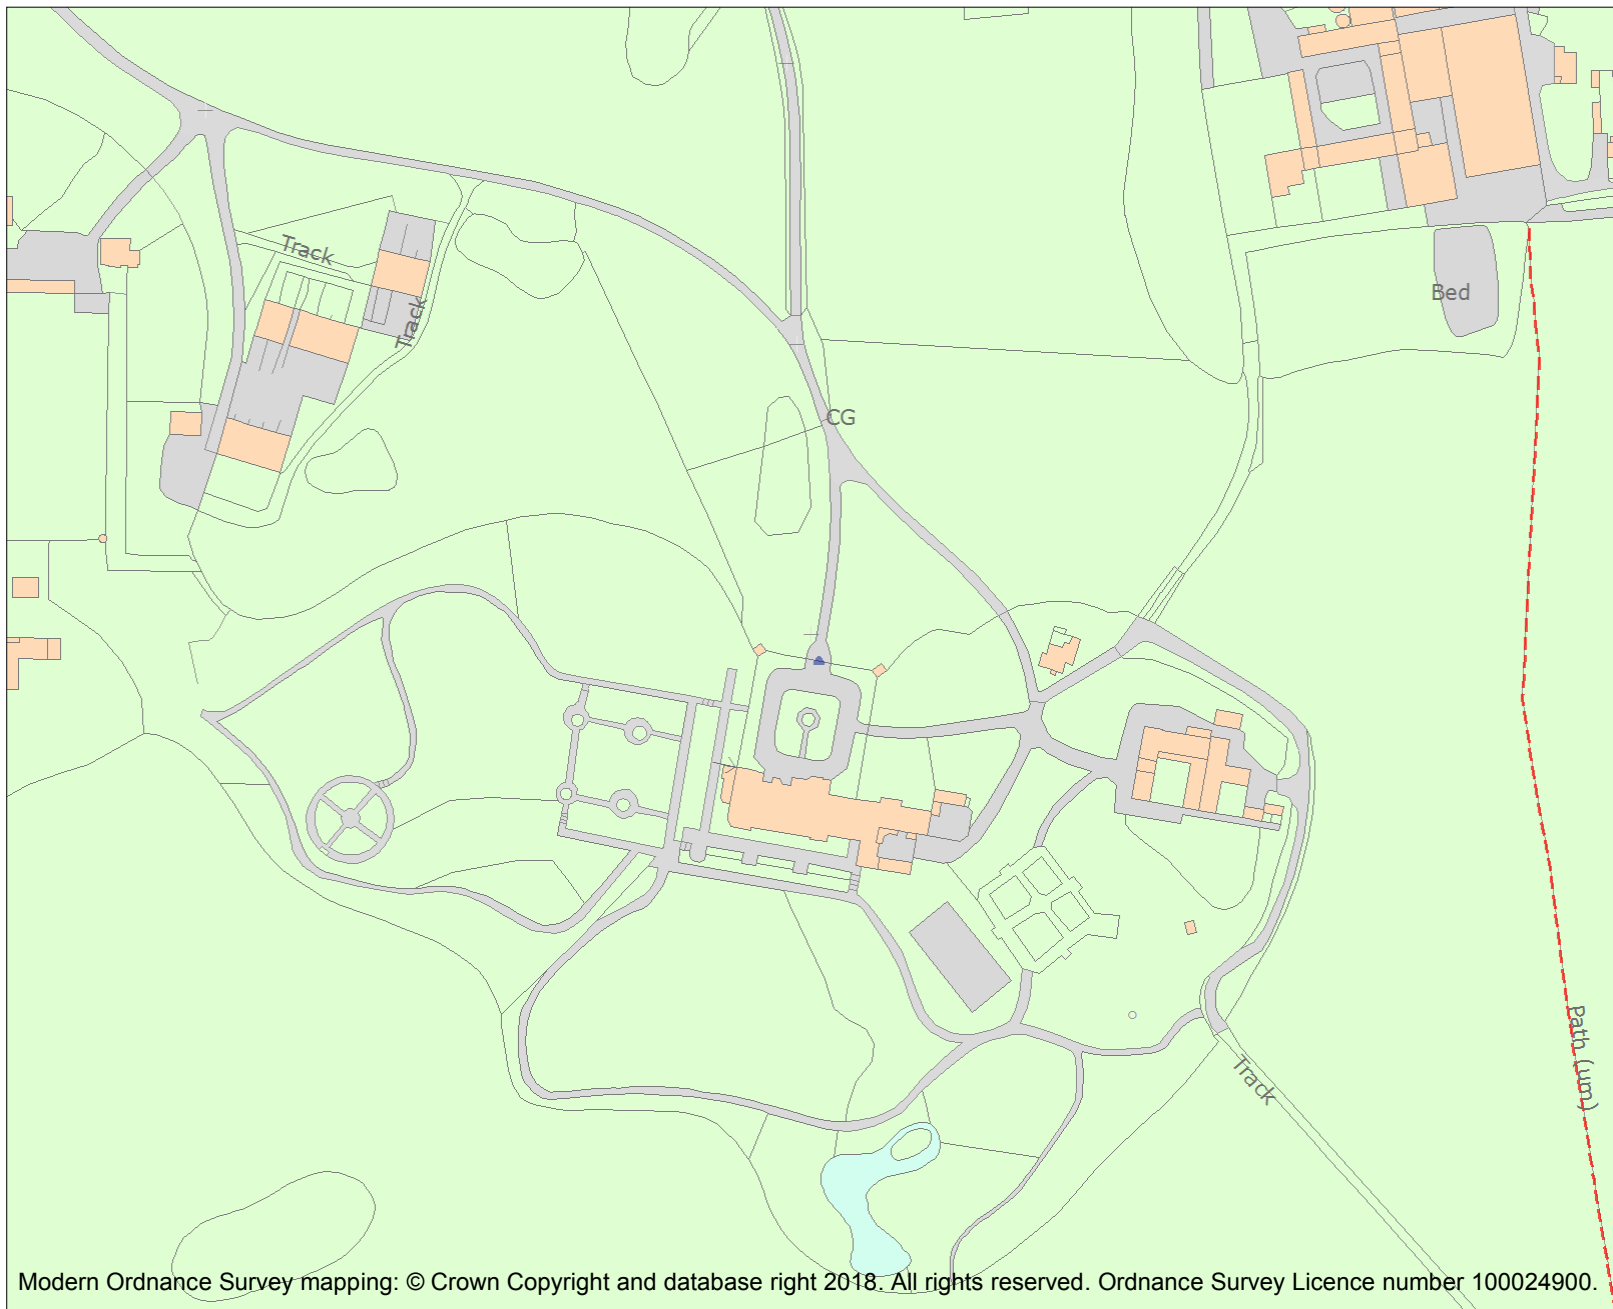 Track
Track
Bed
CG
Path (um)
Track
Modern Ordnance Survey mapping: © Crown Copyright and database right 2018. All rights reserved. Ordnance Survey Licence number 100024900.